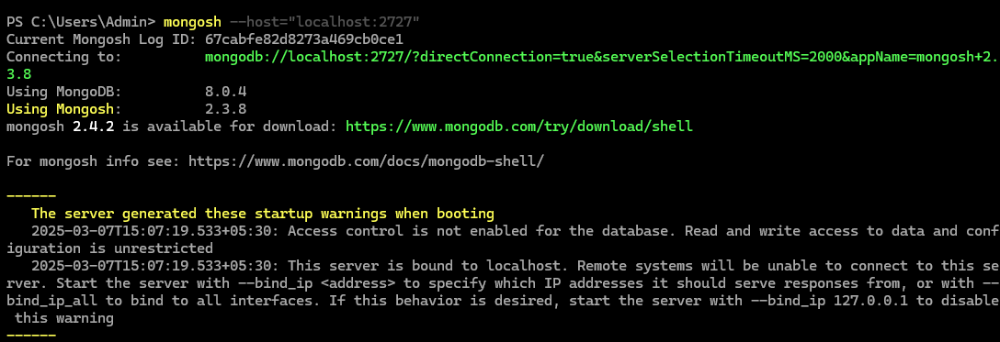 PS C:\Users\Admin> mongosh --host="localhost:2727"
Current Mongosh Log ID: 67cabfe82d8273a469cb0ce1
Connecting to:          mongodb://localhost:2727/?directConnection=true&serverSelectionTimeoutMS=2000&appName=mongosh+2.
3.8
Using MongoDB:          8.0.4
Using Mongosh:          2.3.8
mongosh 2.4.2 is available for download: https://www.mongodb.com/try/download/shell

For mongosh info see: https://www.mongodb.com/docs/mongodb-shell/

------
   The server generated these startup warnings when booting
   2025-03-07T15:07:19.533+05:30: Access control is not enabled for the database. Read and write access to data and conf
iguration is unrestricted
   2025-03-07T15:07:19.533+05:30: This server is bound to localhost. Remote systems will be unable to connect to this se
rver. Start the server with --bind_ip <address> to specify which IP addresses it should serve responses from, or with --
bind_ip_all to bind to all interfaces. If this behavior is desired, start the server with --bind_ip 127.0.0.1 to disable
 this warning
------